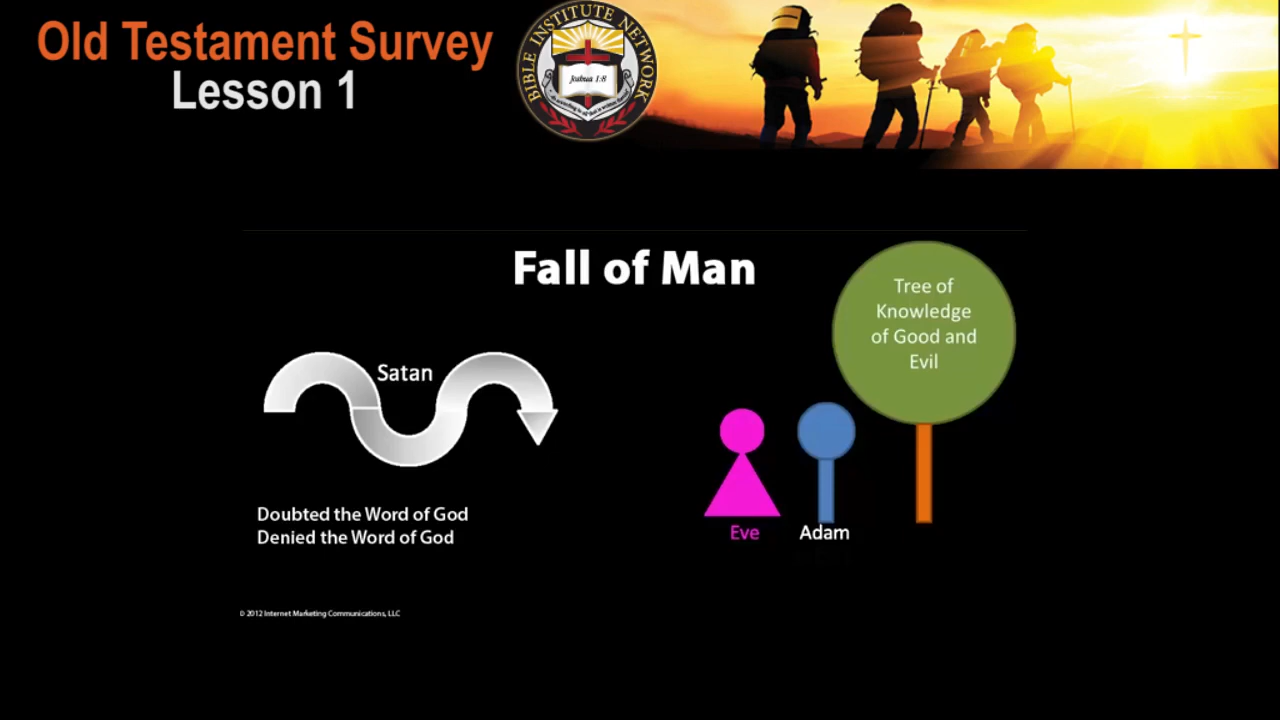 Old Testament Survey
Lesson 1
BIBLE INSTITUTE NETWORK
Joshua 1:8
Fall of Man
Tree of
Knowledge
of Good and
Evil
Satan
Doubted the Word of God
Denied the Word of God
Eve
Adam
© 2012 Internet Marketing Communications, LLC